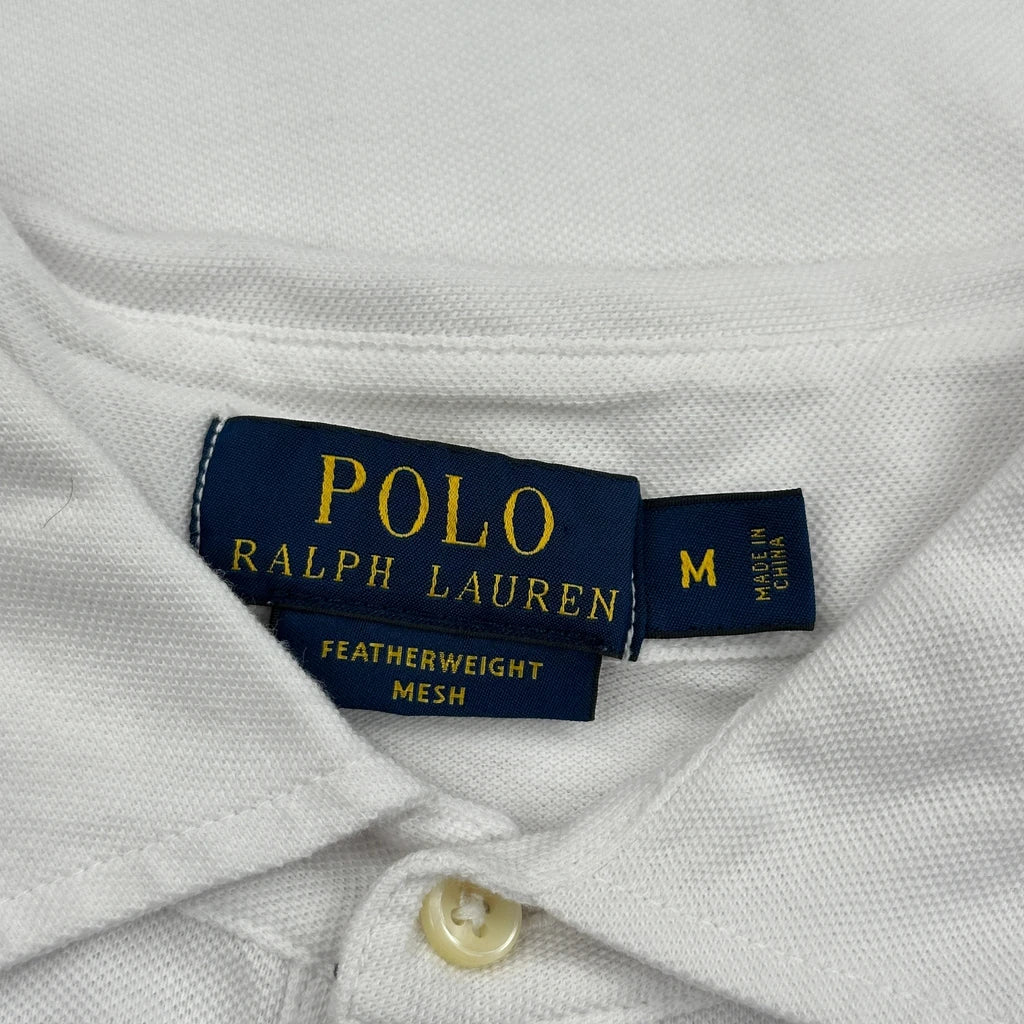 POLO
RALPH LAUREN
M
MADE IN
CHINA
FEATHERWEIGHT
MESH